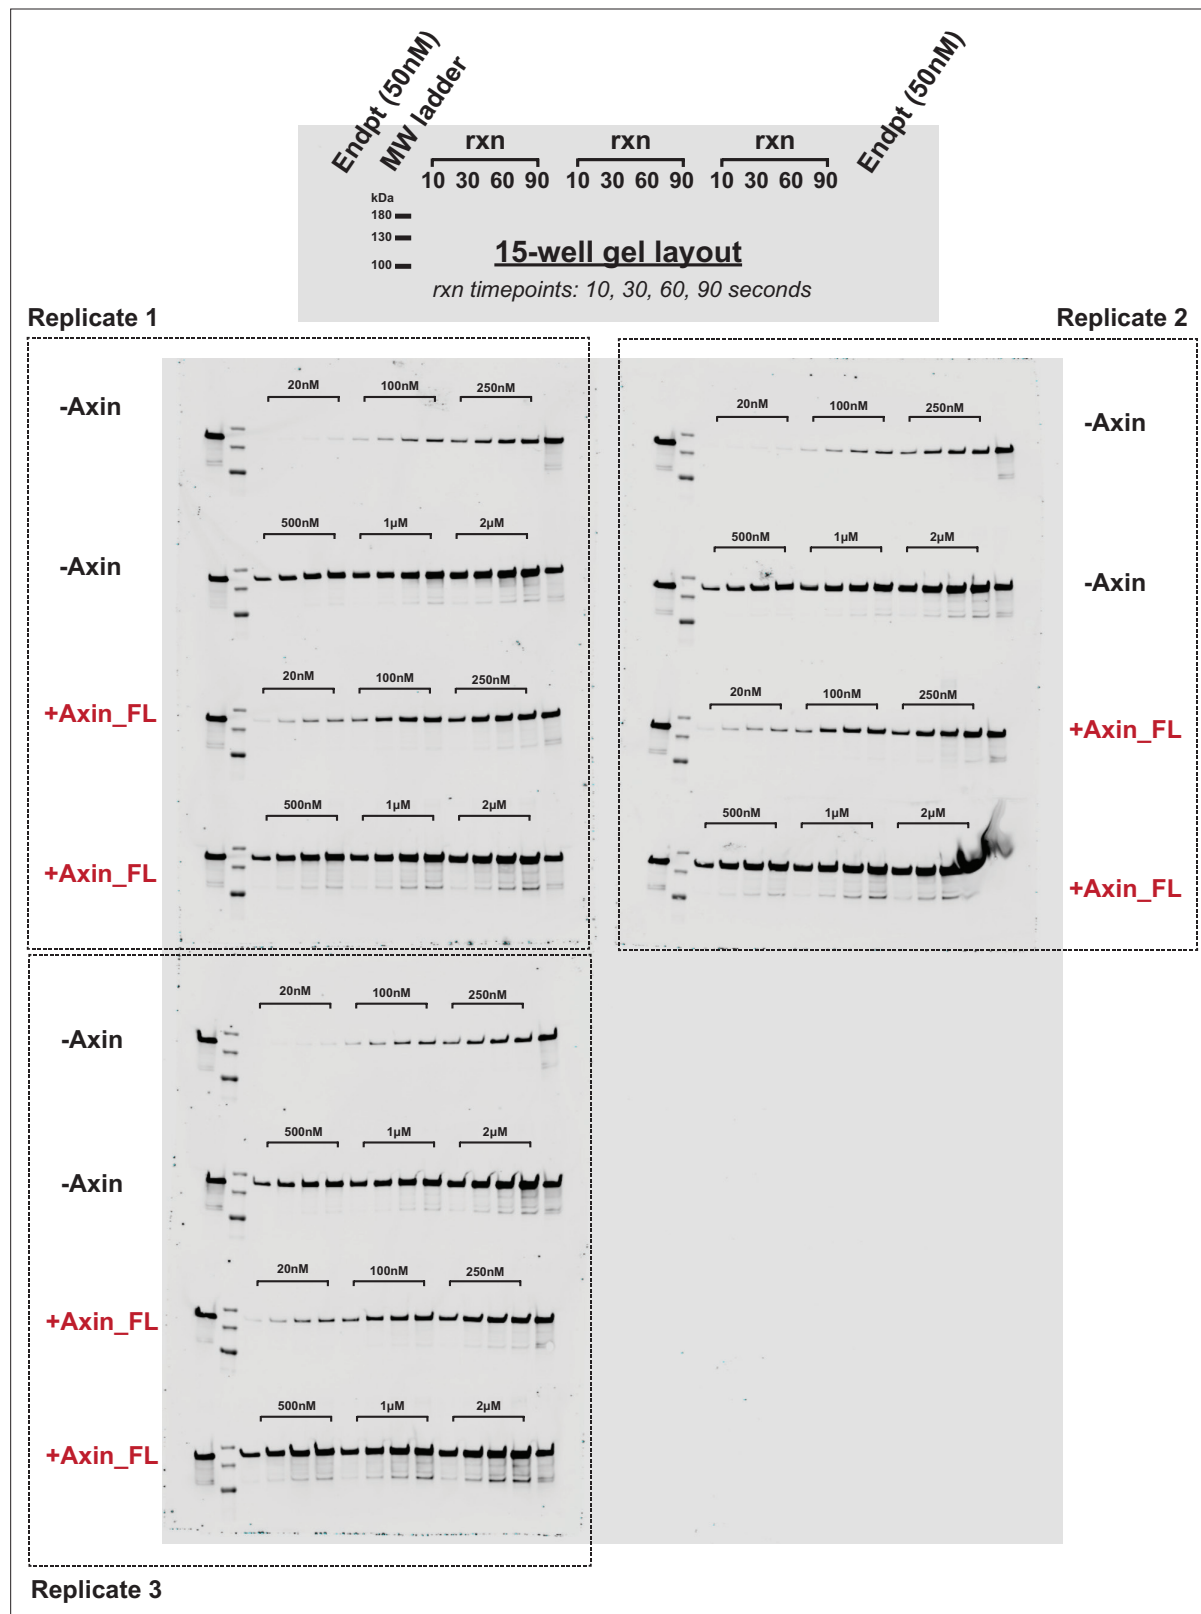 Endpt (50nM)
MW ladder
Endpt (50nM)
rxn rxn rxn
10 30 60 90 10 30 60 90 10 30 60 90
kDa
180
130
100
15-well gel layout
rxn timepoints: 10, 30, 60, 90 seconds
Replicate 1
-Axin
20nM 100nM 250nM
-Axin
500nM 1µM 2µM
+Axin_FL
20nM 100nM 250nM
+Axin_FL
500nM 1µM 2µM
Replicate 2
20nM 100nM 250nM
-Axin
500nM 1µM 2µM
-Axin
20nM 100nM 250nM
+Axin_FL
500nM 1µM 2µM
+Axin_FL
20nM 100nM 250nM
-Axin
500nM 1µM 2µM
-Axin
20nM 100nM 250nM
+Axin_FL
500nM 1µM 2µM
+Axin_FL
Replicate 3